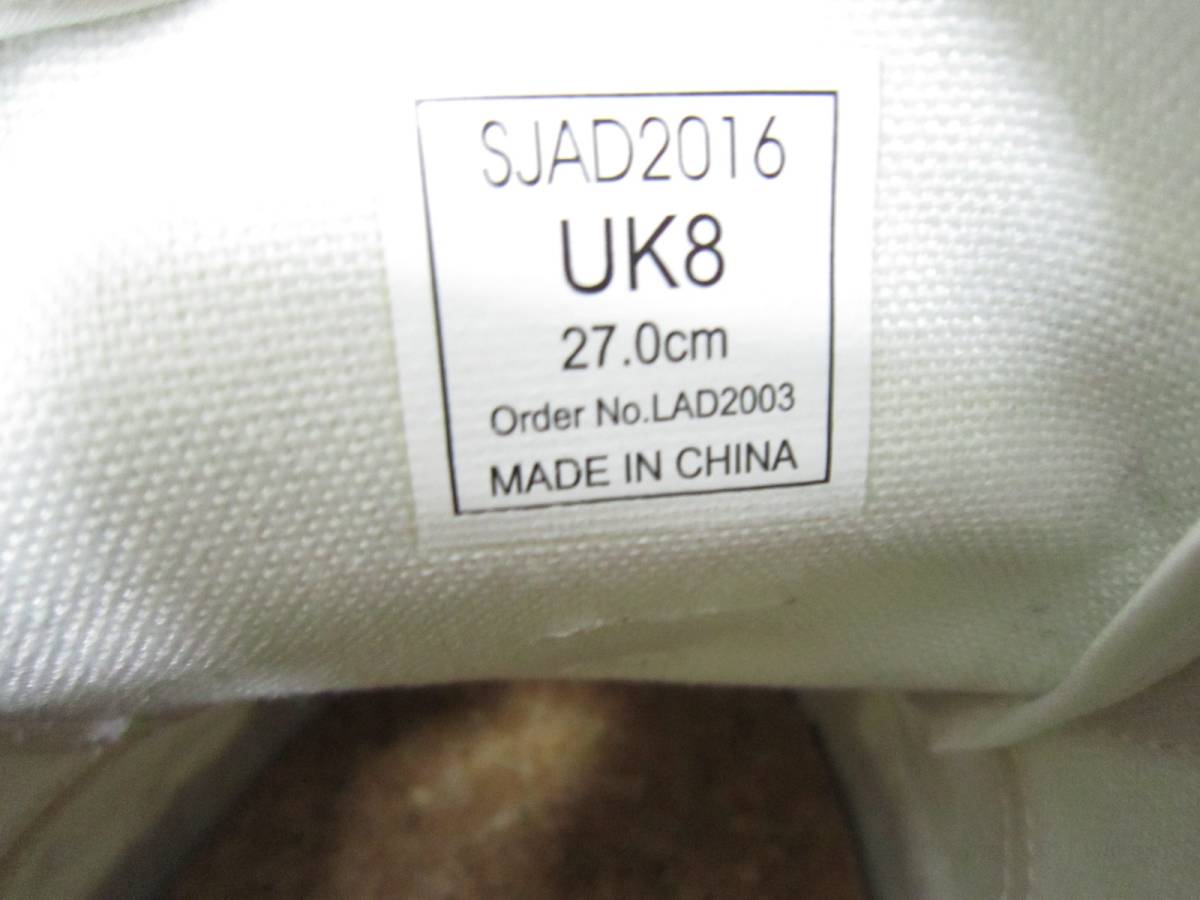 SJAD2016
UK8
27.0cm
Order No.LAD2003
MADE IN CHINA